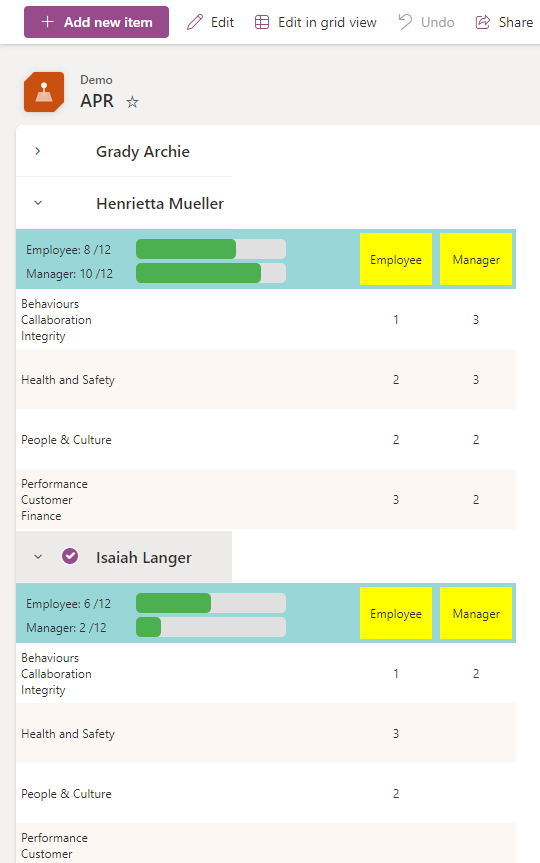 Add new item Edit Edit in grid view Undo Share
Demo
APR
Grady Archie
Henrietta Mueller
Employee: 8 /12
Manager: 10 /12
Employee Manager
Behaviours
Callaboration
Integrity
1 3
Health and Safety 2 3
People & Culture 2 2
Performance
Customer
Finance
3 2
Isaiah Langer
Employee: 6 /12
Manager: 2 /12
Employee Manager
Behaviours
Callaboration
Integrity
1 2
Health and Safety 3
People & Culture 2
Performance
Customer